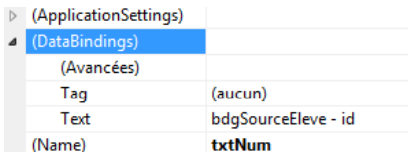 (ApplicationSettings)
(DataBindings)
(Avancées)
Tag (aucun)
Text bdgSourceEleve - id
(Name) txtNum